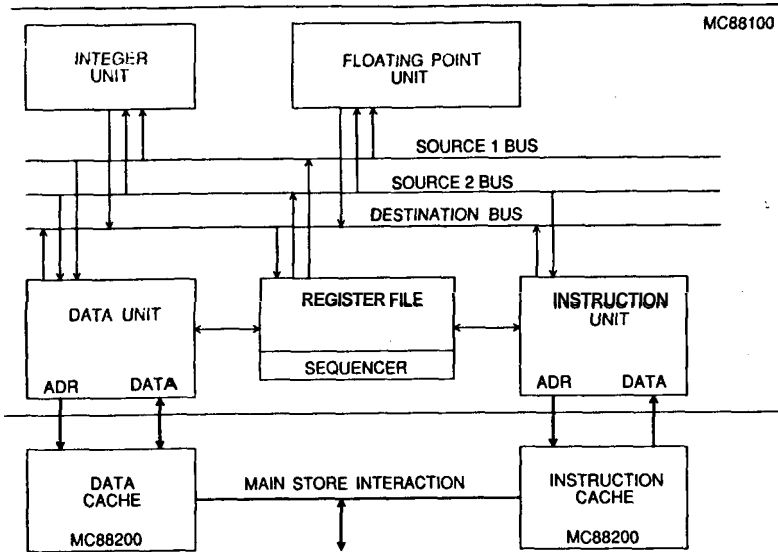 MC88100
INTEGER
UNIT
FLOATING POINT
UNIT
SOURCE 1 BUS
SOURCE 2 BUS
DESTINATION BUS
DATA UNIT
REGISTER FILE
SEQUENCER
INSTRUCTION
UNIT
ADR DATA
ADR DATA
DATA
CACHE
MC88200
MAIN STORE INTERACTION
INSTRUCTION
CACHE
MC88200